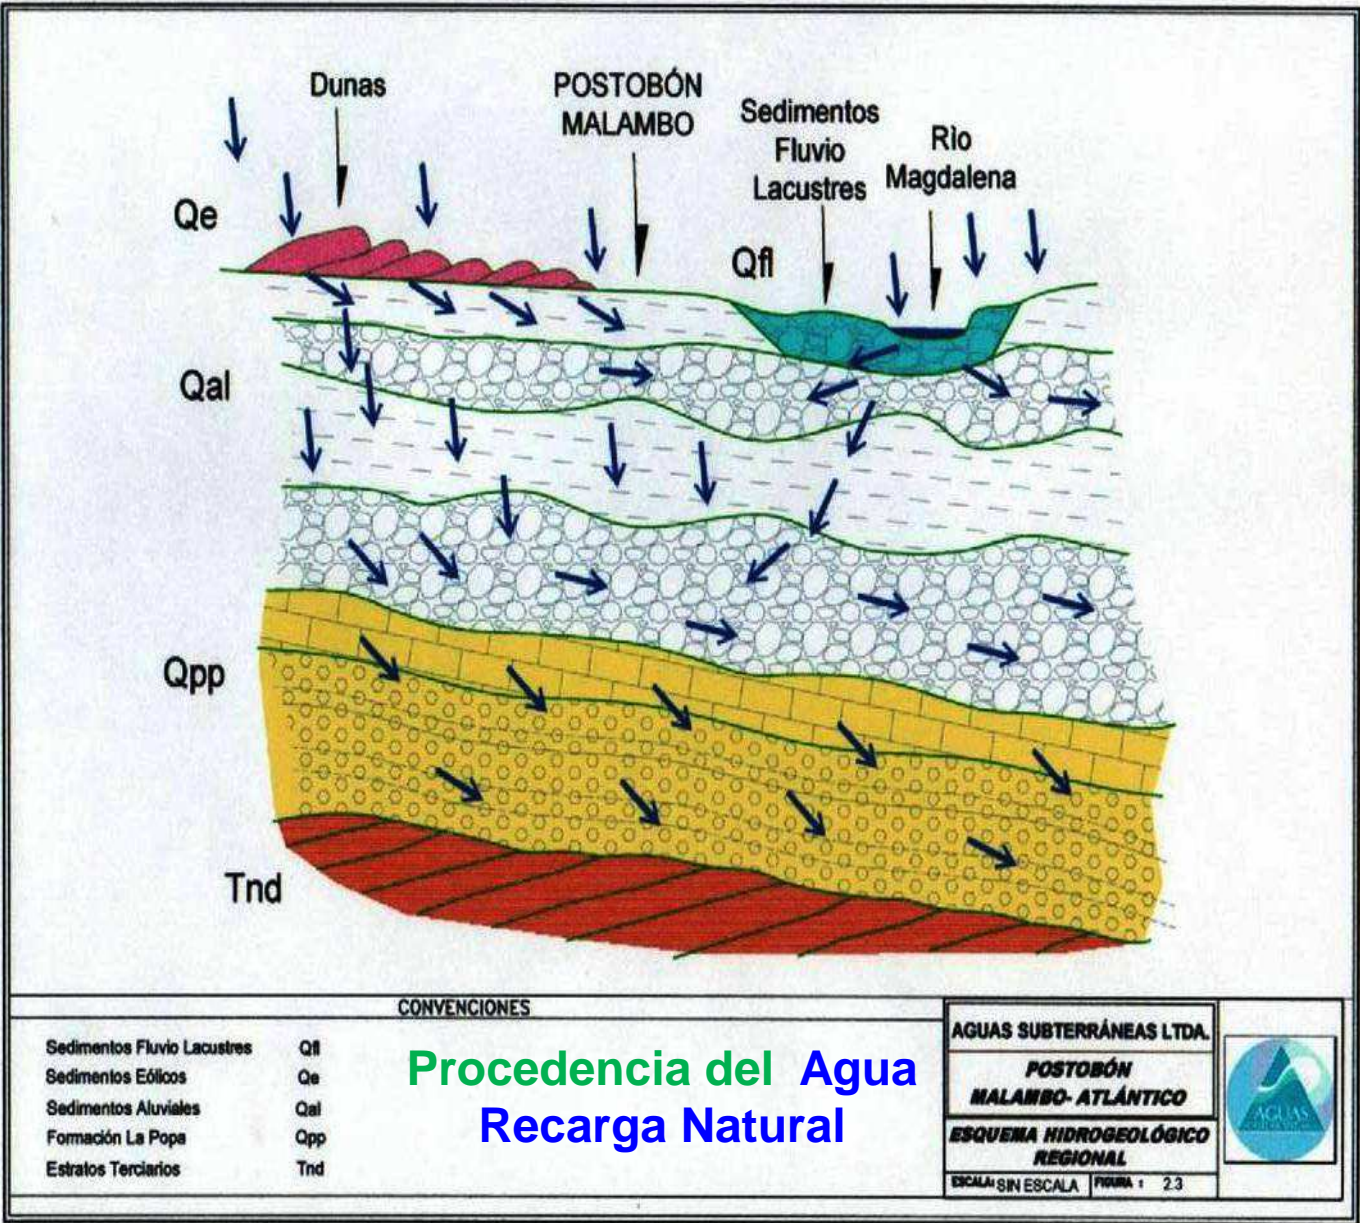 Dunas
POSTOBÓN
MALAMBO
Sedimentos
Fluvio
Lacustres
Rìo
Magdalena
Qe
Qfl
Qal
Qpp
Tnd
CONVENCIONES
Sedimentos Fluvio Lacustres Qfl
Sedimentos Eólicos Qe
Sedimentos Aluviales Qal
Formación La Popa Qpp
Estratos Terciarios Tnd
Procedencia del Agua
Recarga Natural
AGUAS SUBTERRÁNEAS LTDA.
POSTOBÓN
MALAMBO- ATLÁNTICO
ESQUEMA HIDROGEOLÓGICO
REGIONAL
ESCALA: SIN ESCALA FIGURA : 2.3
AGUAS